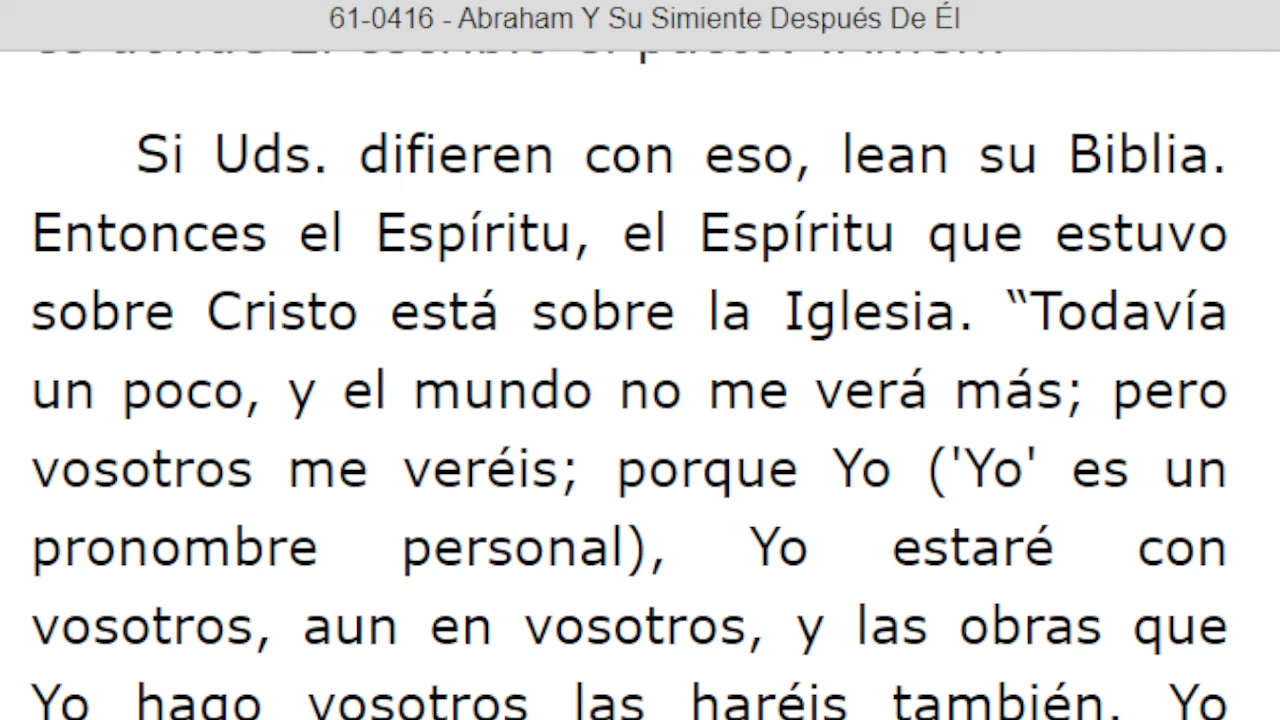 61-0416 - Abraham Y Su Simiente Después De Él
Si Uds. difieren con eso, lean su Biblia.
Entonces el Espíritu, el Espíritu que estuvo
sobre Cristo está sobre la Iglesia. “Todavía
un poco, y el mundo no me verá más; pero
vosotros me veréis; porque Yo ('Yo' es un
pronombre personal), Yo estaré con
vosotros, aun en vosotros, y las obras que
Yo hago vosotros las haréis también. Yo